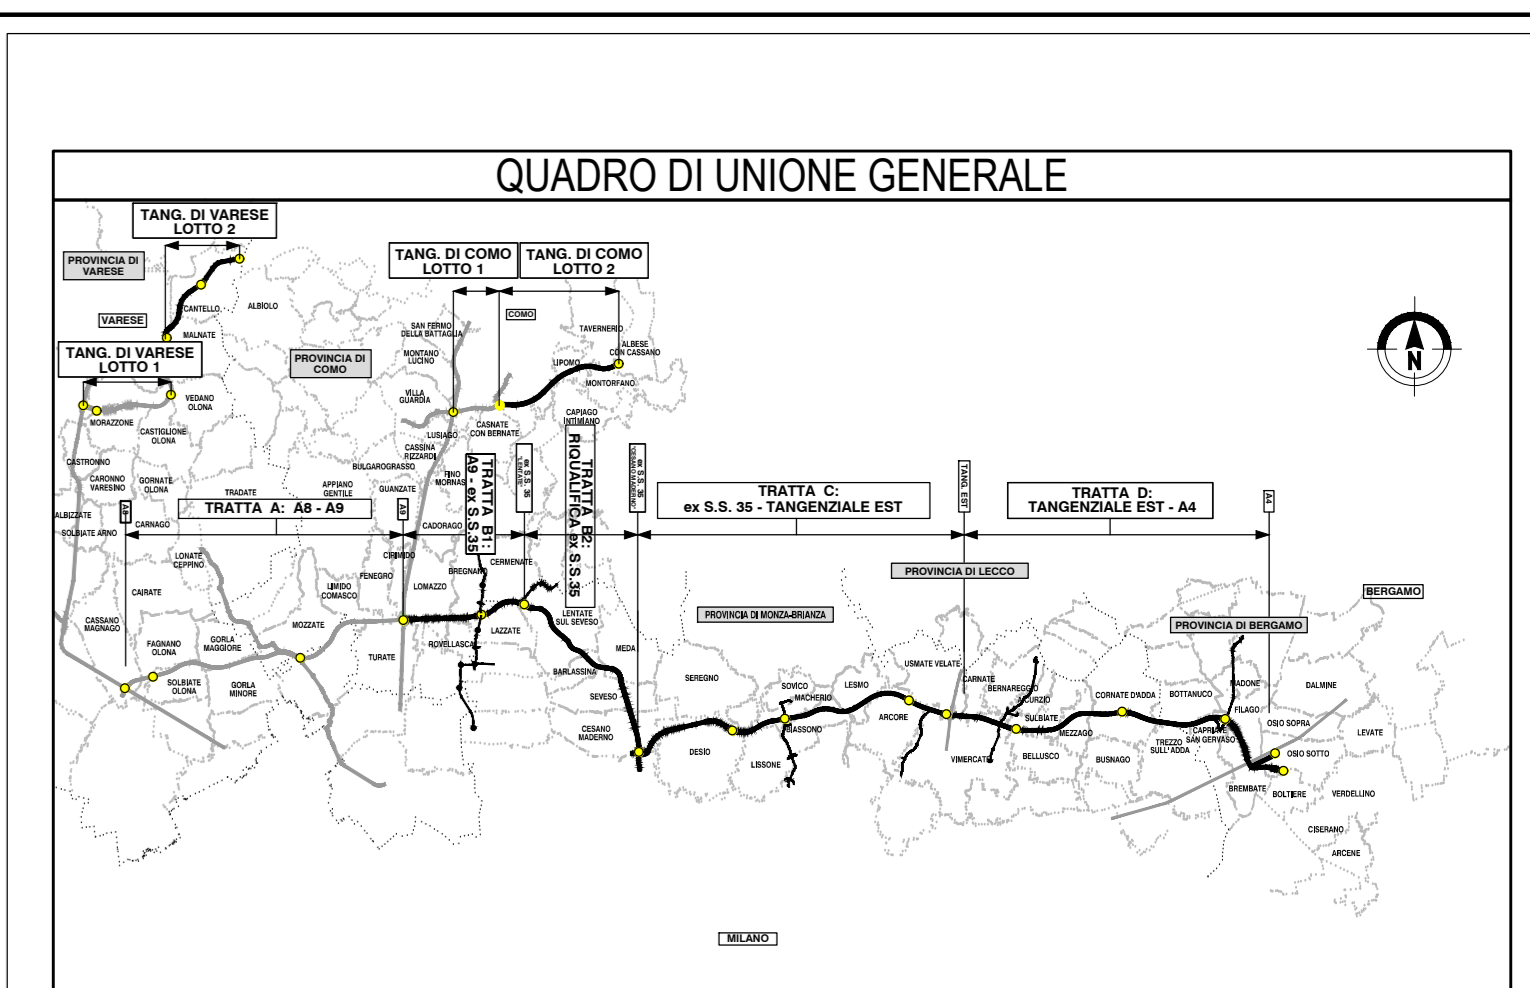 QUADRO DI UNIONE GENERALE
TANG. DI VARESE
LOTTO 2
PROVINCIA DI
VARESE
CANTELLO
ALBIOLO
VARESE
MALNATE
TANG. DI VARESE
LOTTO 1
PROVINCIA DI
COMO
VEDANO
OLONA
MORAZZONE
CASTIGLIONE
OLONA
TANG. DI COMO
LOTTO 1
TANG. DI COMO
LOTTO 2
COMO
SAN FERMO
DELLA BATTAGLIA
MONTANO
LUCINO
TAVERNERIO
ALBESE
CON CASSANO
LIPOMO
MONTORFANO
VILLA
GUARDIA
CAPIAGO
INTIMIANO
CASNATE
CON BERNATE
LUISAGO
CASSINA
RIZZARDI
BULGAROGRASSO
FINO
MORNAS
GUANZATE
APPIANO
GENTILE
CASTRONNO
CARONNO
VARESINO
GORNATE
OLONA
TRADATE
TRATTA A: A8 - A9
A8
A9
ALBIZZATE
CARNAGO
SOLBIATE ARNO
CADORAGO
CIRIMIDO
TRATTA B1:
A9 - ex S.S.35
ex S.S. 35
"LENTATE"
TRATTA B2:
RIQUALIFICA ex S.S.35
ex S.S. 35
"CESANO MADERNO"
TRATTA C:
ex S.S. 35 - TANGENZIALE EST
TANG. EST
TRATTA D:
TANGENZIALE EST - A4
A4
LONATE
CEPPINO
FENEGRO
LOMAZZO
BREGNANO
CERMENATE
LIMIDO
COMASCO
CAIRATE
CASSANO
MAGNAGO
MOZZATE
GORLA
MAGGIORE
FAGNANO
OLONA
SOLBIATE
OLONA
GORLA
MINORE
TURATE
ROVELLASCA
LAZZATE
LENTATE
SUL SEVESO
MEDA
BARLASSINA
SEVESO
CESANO
MADERNO
PROVINCIA DI LECCO
PROVINCIA DI MONZA-BRIANZA
BERGAMO
PROVINCIA DI BERGAMO
SEREGNO
DESIO
SOVICO
MACHERIO
BIASSONO
LISSONE
LESMO
ARCORE
USMATE VELATE
CARNATE
BERNAREGGIO
AICURZIO
SULBIATE
MEZZAGO
VIMERCATE
BELLUSCO
CORNATE D'ADDA
BUSNAGO
BOTTANUCO
TREZZO
SULL'ADDA
MADONE
FILAGO
CAPRIATE
SAN GERVASO
DALMINE
OSIO SOPRA
LEVATE
OSIO SOTTO
BREMBATE
BOLTIERE
VERDELLINO
CISERANO
ARCENE
N
MILANO